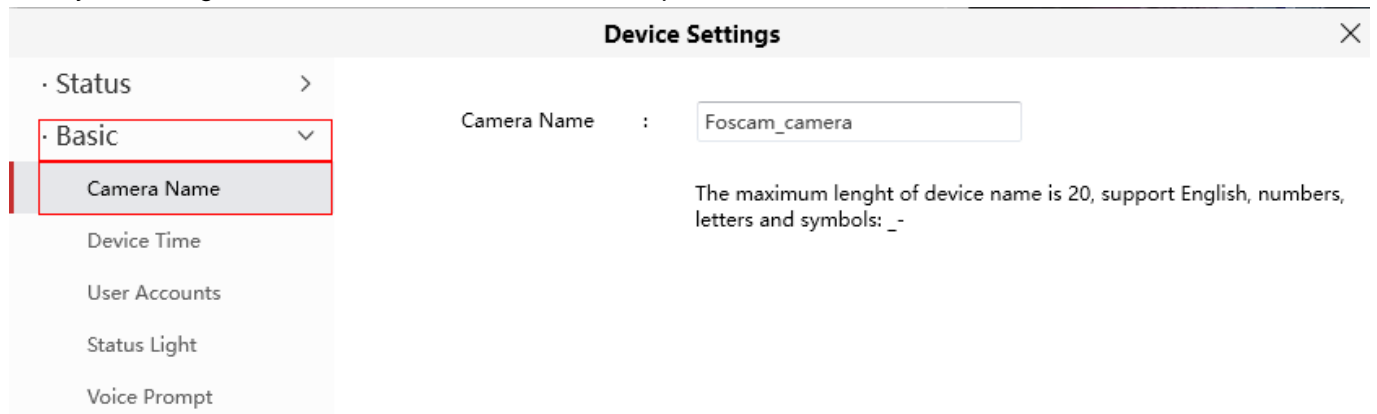 Device Settings
· Status
· Basic
Camera Name
Device Time
User Accounts
Status Light
Voice Prompt
Camera Name : Foscam_camera
The maximum lenght of device name is 20, support English, numbers,
letters and symbols: _-